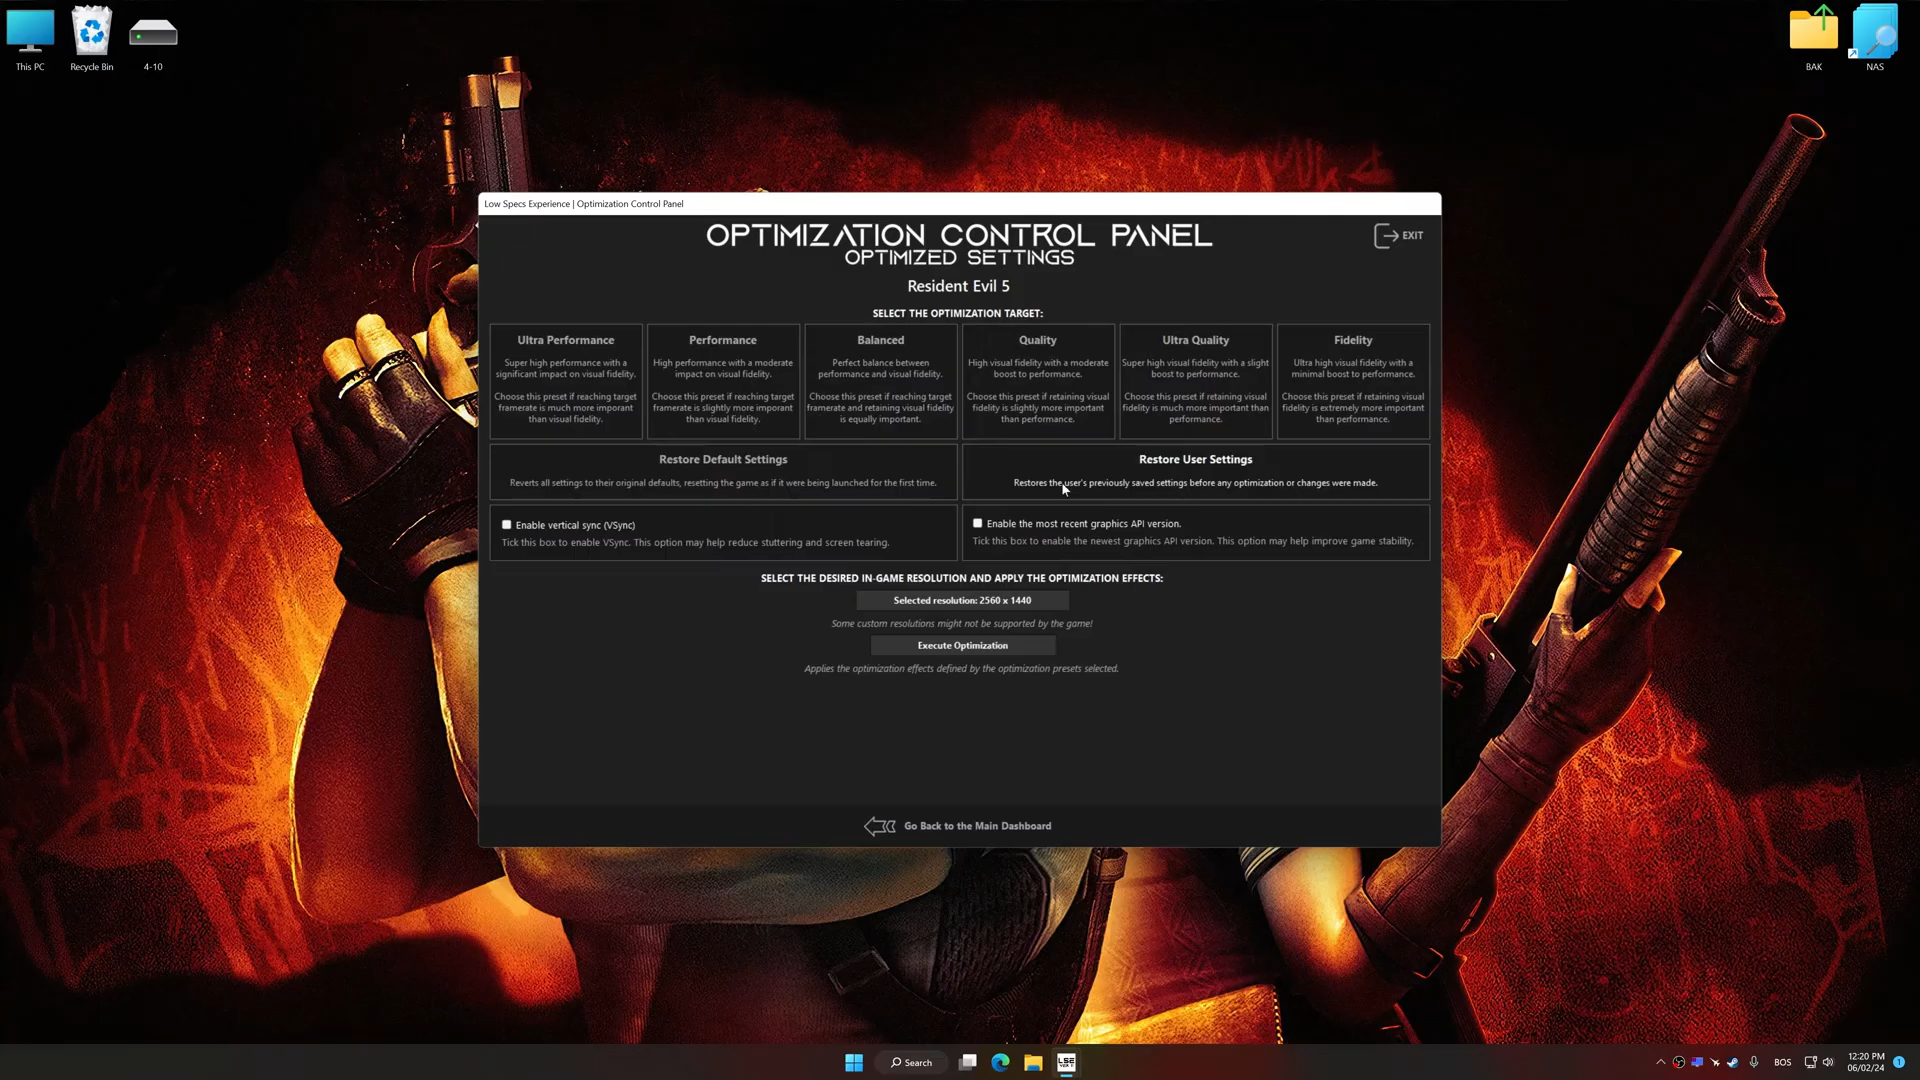 This PC
Recycle Bin
4-10
BAK
NAS
Low Specs Experience | Optimization Control Panel
OPTIMIZATION CONTROL PANEL
OPTIMIZED SETTINGS
EXIT
Resident Evil 5
SELECT THE OPTIMIZATION TARGET:
Ultra Performance
Super high performance with a
significant impact on visual fidelity.
Choose this preset if reaching target
framerate is much more imporant
than visual fidelity.
Performance
High performance with a moderate
impact on visual fidelity.
Choose this preset if reaching target
framerate is slightly more imporant
than visual fidelity.
Balanced
Perfect balance between
performance and visual fidelity.
Choose this preset if reaching target
framerate and retaining visual fidelity
is equally important.
Quality
High visual fidelity with a moderate
boost to performance.
Choose this preset if retaining visual
fidelity is slightly more important
than performance.
Ultra Quality
Super high visual fidelity with a slight
boost to performance.
Choose this preset if retaining visual
fidelity is much more important than
performance.
Fidelity
Ultra high visual fidelity with a
minimal boost to performance.
Choose this preset if retaining visual
fidelity is extremely more important
than performance.
Restore Default Settings
Reverts all settings to their original defaults, resetting the game as if it were being launched for the first time.
Restore User Settings
Restores the user's previously saved settings before any optimization or changes were made.
Enable vertical sync (VSync)
Tick this box to enable VSync. This option may help reduce stuttering and screen tearing.
Enable the most recent graphics API version.
Tick this box to enable the newest graphics API version. This option may help improve game stability.
SELECT THE DESIRED IN-GAME RESOLUTION AND APPLY THE OPTIMIZATION EFFECTS:
Selected resolution: 2560 x 1440
Some custom resolutions might not be supported by the game!
Execute Optimization
Applies the optimization effects defined by the optimization presets selected.
Go Back to the Main Dashboard
Search
LSE
BOS
12:20 PM
06/02/24
1